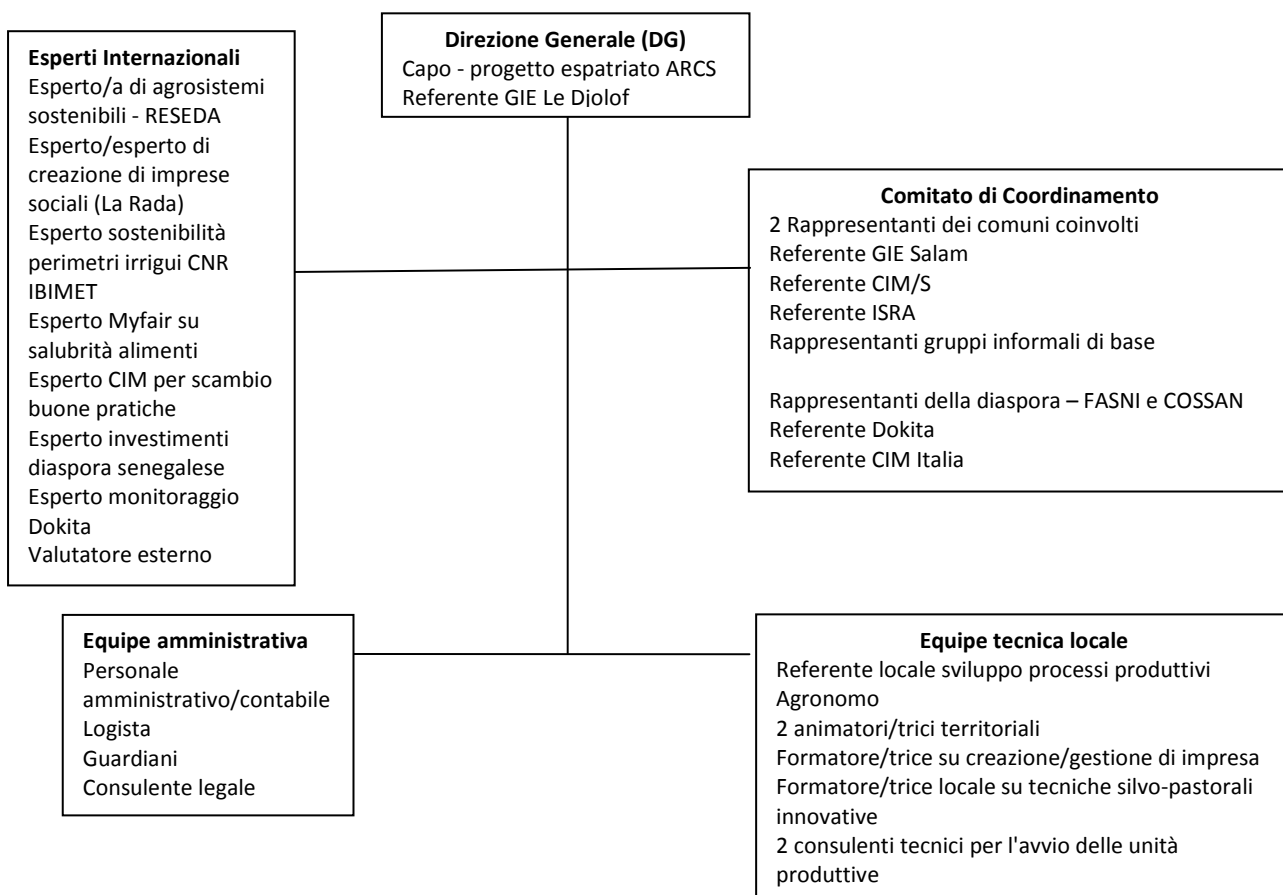 Esperti Internazionali
Esperto/a di agrosistemi
sostenibili - RESEDA
Esperto/esperto di
creazione di imprese
sociali (La Rada)
Esperto sostenibilità
perimetri irrigui CNR
IBIMET
Esperto Myfair su
salubrità alimenti
Esperto CIM per scambio
buone pratiche
Esperto investimenti
diaspora senegalese
Esperto monitoraggio
Dokita
Valutatore esterno
Direzione Generale (DG)
Capo - progetto espatriato ARCS
Referente GIE Le Djolof
Comitato di Coordinamento
2 Rappresentanti dei comuni coinvolti
Referente GIE Salam
Referente CIM/S
Referente ISRA
Rappresentanti gruppi informali di base
Rappresentanti della diaspora – FASNI e COSSAN
Referente Dokita
Referente CIM Italia
Equipe amministrativa
Personale
amministrativo/contabile
Logista
Guardiani
Consulente legale
Equipe tecnica locale
Referente locale sviluppo processi produttivi
Agronomo
2 animatori/trici territoriali
Formatore/trice su creazione/gestione di impresa
Formatore/trice locale su tecniche silvo-pastorali
innovative
2 consulenti tecnici per l'avvio delle unità
produttive